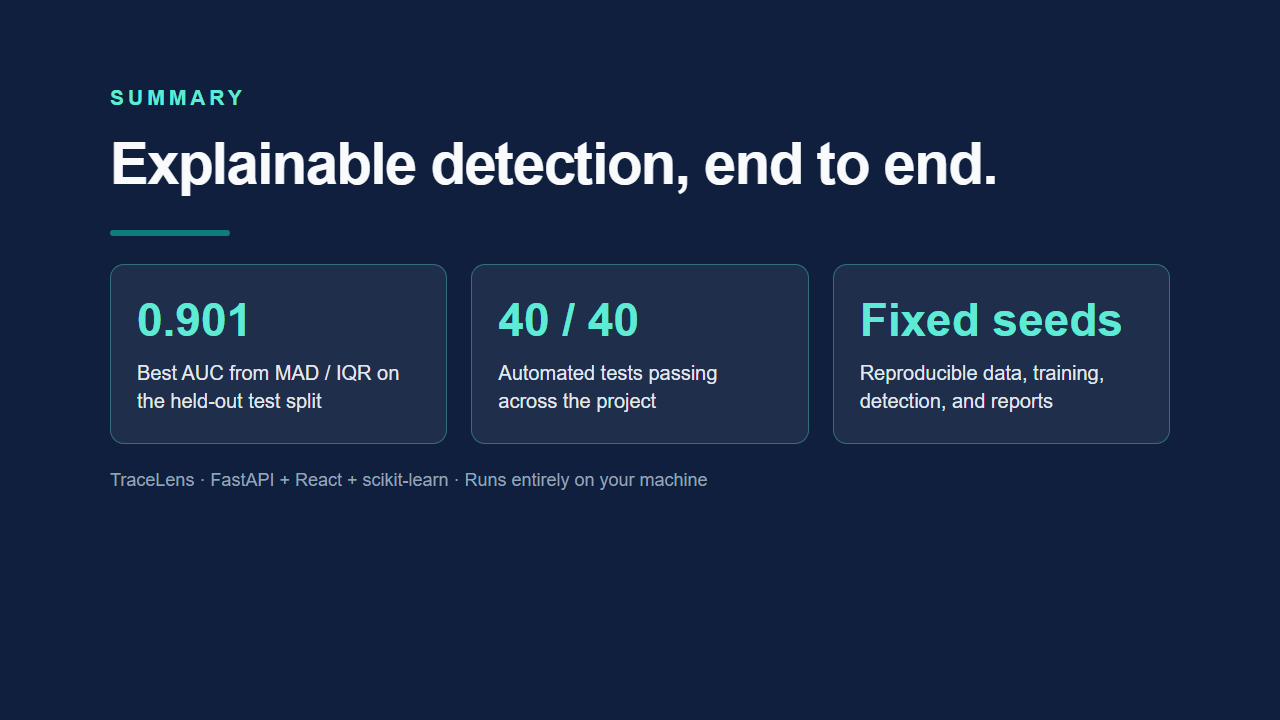 SUMMARY
Explainable detection, end to end.
0.901
Best AUC from MAD / IQR on
the held-out test split
40 / 40
Automated tests passing
across the project
Fixed seeds
Reproducible data, training,
detection, and reports
TraceLens · FastAPI + React + scikit-learn · Runs entirely on your machine